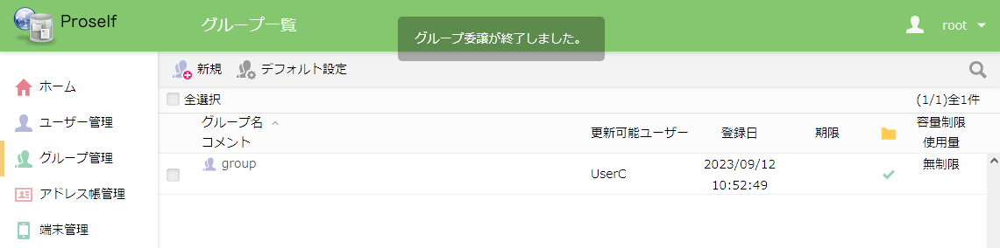 Proself
グループ一覧
グループ委譲が終了しました。
root
新規
デフォルト設定
ホーム
ユーザー管理
グループ管理
アドレス帳管理
端末管理
全選択
(1/1)全1件
グループ名
コメント
更新可能ユーザー
登録日
期限
容量制限
使用量
group
UserC
2023/09/12
10:52:49
無制限